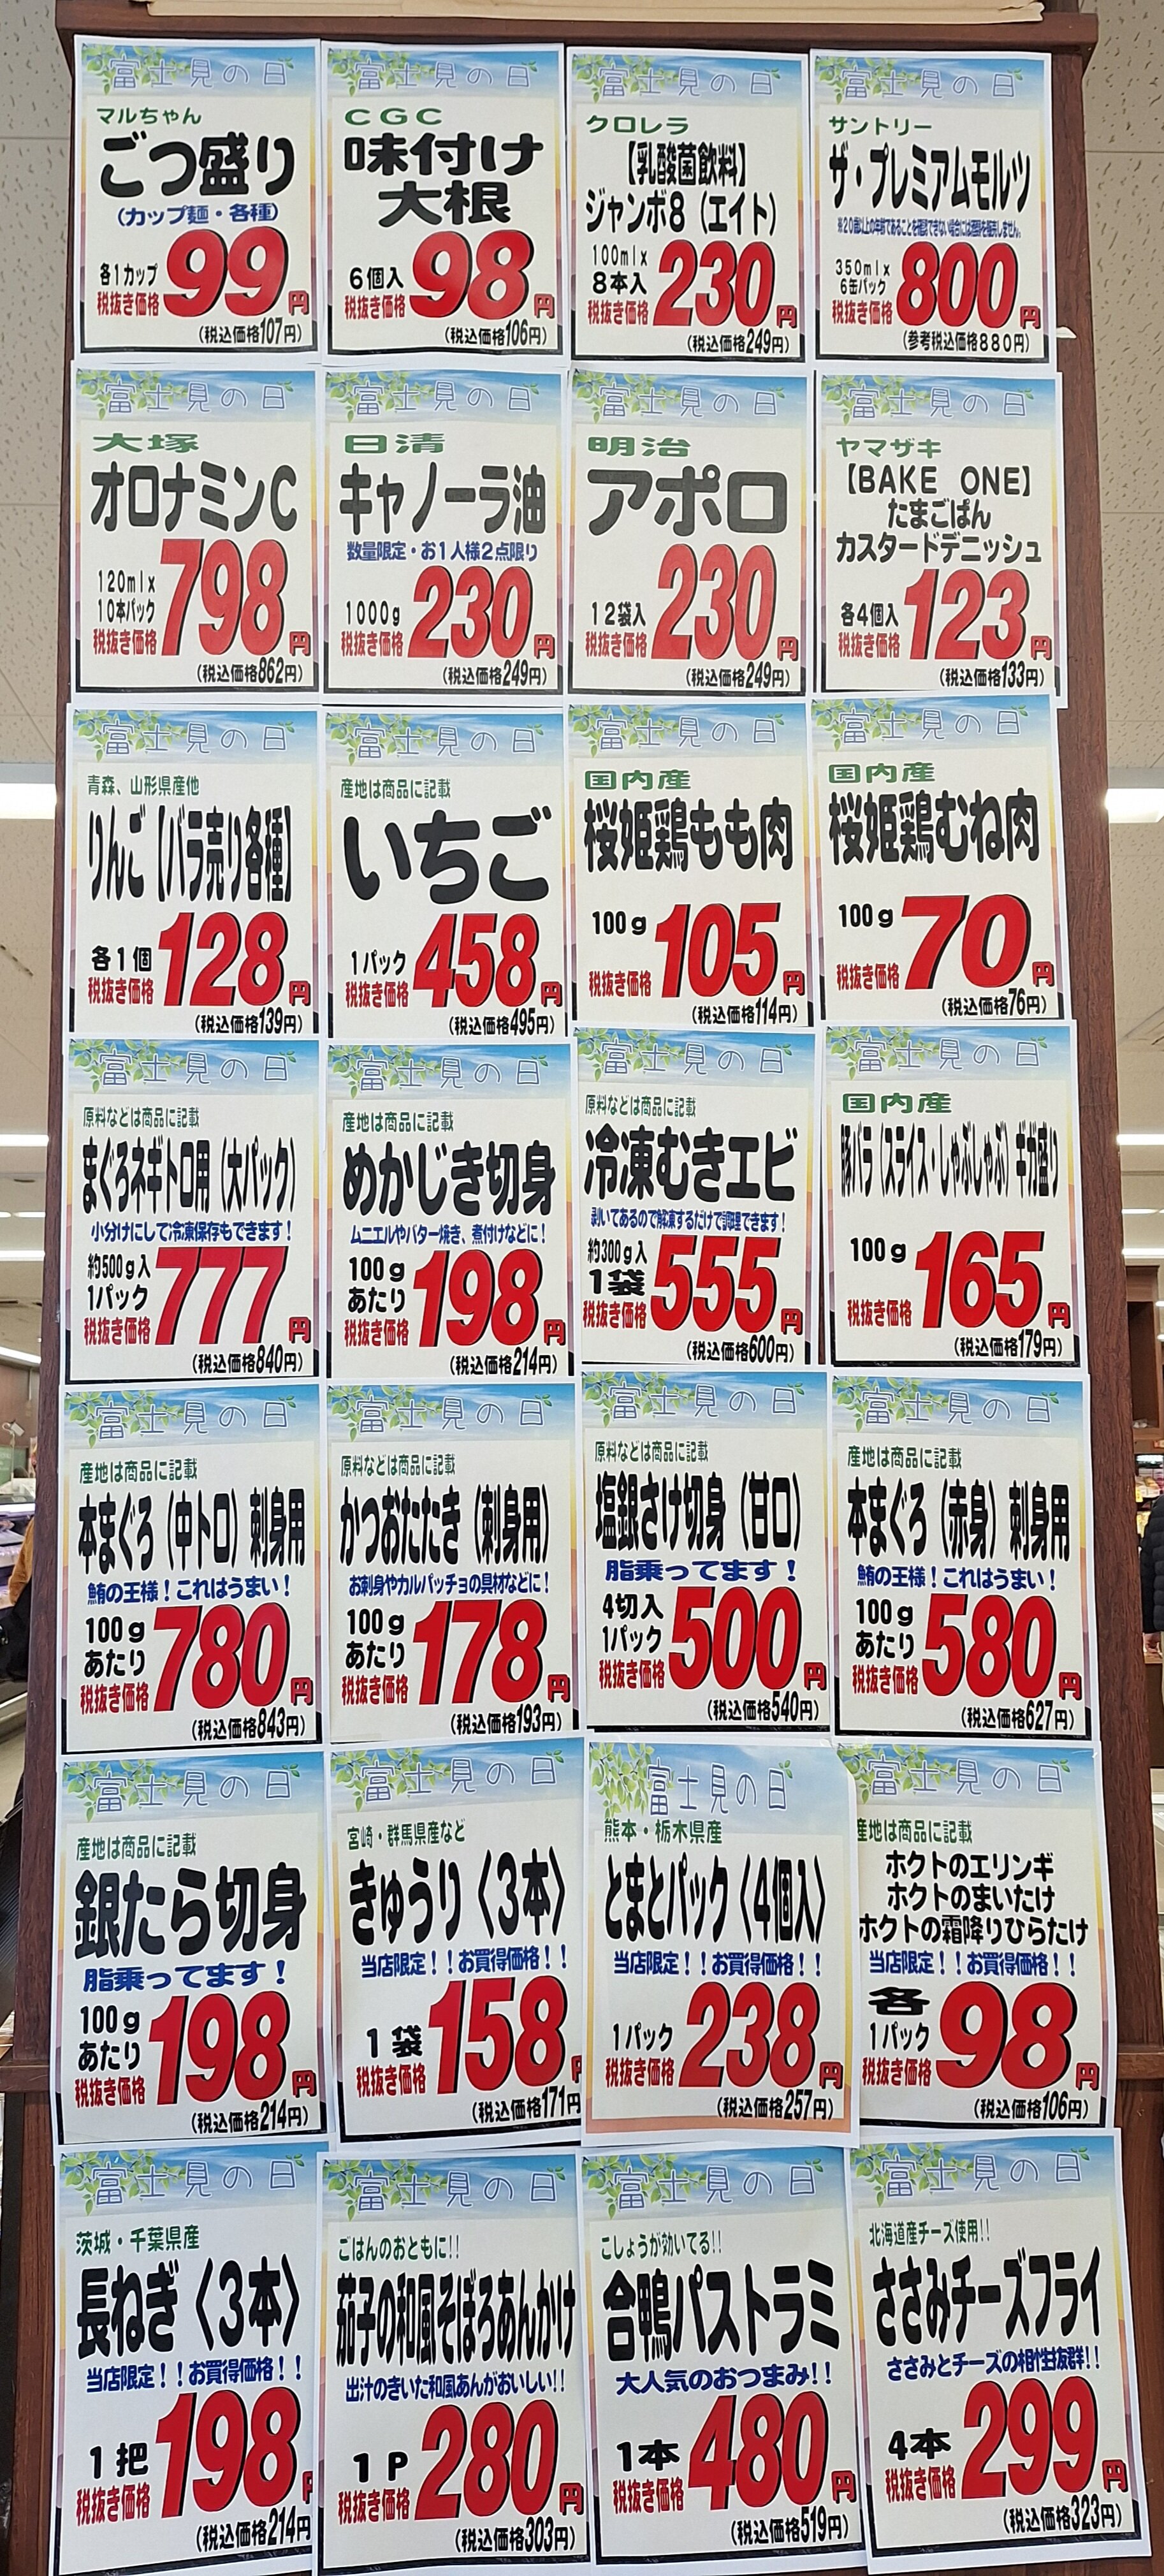 富士見の日
マルちゃん
ごつ盛り
(カップ麺・各種)
各1カップ
税抜き価格
99円
(税込価格107円)
富士見の日
CGC
味付け
大根
6個入
税抜き価格
98円
(税込価格106円)
富士見の日
クロレラ
【乳酸菌飲料】
ジャンボ8(エイト)
100mlx
8本入
税抜き価格
230円
(税込価格249円)
富士見の日
サントリー
ザ・プレミアムモルツ
※20歳以上の年齢であることを確認できない場合には酒類を販売しません。
350mlx
6缶パック
税抜き価格
800円
(参考税込価格880円)
富士見の日
大塚
オロナミンC
120mlx
10本パック
税抜き価格
798円
(税込価格862円)
富士見の日
日清
キャノーラ油
数量限定・お1人様2点限り
1000g
税抜き価格
230円
(税込価格249円)
富士見の日
明治
アポロ
12袋入
税抜き価格
230円
(税込価格249円)
富士見の日
ヤマザキ
【BAKE ONE】
たまごぱん
カスタードデニッシュ
各4個入
税抜き価格
123円
(税込価格133円)
富士見の日
青森、山形県産他
りんご【バラ売り各種】
各1個
税抜き価格
128円
(税込価格139円)
富士見の日
産地は商品に記載
いちご
1パック
税抜き価格
458円
(税込価格495円)
富士見の日
国内産
桜姫鶏もも肉
100g
税抜き価格
105円
(税込価格114円)
富士見の日
国内産
桜姫鶏むね肉
100g
税抜き価格
70円
(税込価格76円)
富士見の日
原料などは商品に記載
まぐろネギトロ用(大パック)
小分けにして冷凍保存もできます!
約500g入
1パック
税抜き価格
777円
(税込価格840円)
富士見の日
産地は商品に記載
めかじき切身
ムニエルやバター焼き、煮付けなどに!
100g
あたり
税抜き価格
198円
(税込価格214円)
富士見の日
原料などは商品に記載
冷凍むきエビ
剥いてあるので解凍するだけで調理できます!
約300g入
1袋
税抜き価格
555円
(税込価格600円)
富士見の日
国内産
豚バラ(スライス・しゃぶしゃぶ)ギガ盛り
100g
税抜き価格
165円
(税込価格179円)
富士見の日
産地は商品に記載
本まぐろ(中トロ)刺身用
鮪の王様!これはうまい!
100g
あたり
税抜き価格
780円
(税込価格843円)
富士見の日
原料などは商品に記載
かつおたたき(刺身用)
お刺身やカルパッチョの具材などに!
100g
あたり
税抜き価格
178円
(税込価格193円)
富士見の日
原料などは商品に記載
塩銀さけ切身(甘口)
脂乗ってます!
4切入
1パック
税抜き価格
500円
(税込価格540円)
富士見の日
産地は商品に記載
本まぐろ(赤身)刺身用
鮪の王様!これはうまい!
100g
あたり
税抜き価格
580円
(税込価格627円)
富士見の日
産地は商品に記載
銀たら切身
脂乗ってます!
100g
あたり
税抜き価格
198円
(税込価格214円)
富士見の日
宮崎・群馬県産など
きゅうり〈3本〉
当店限定!!お買得価格!!
1袋
税抜き価格
158円
(税込価格171円
富士見の日
熊本・栃木県産
とまとパック〈4個入〉
当店限定!!お買得価格!!
1パック
税抜き価格
238円
(税込価格257円)
富士見の日
産地は商品に記載
ホクトのエリンギ
ホクトのまいたけ
ホクトの霜降りひらたけ
当店限定!!お買得価格!!
各
1パック
税抜き価格
98円
(税込価格106円)
富士見の日
茨城・千葉県産
長ねぎ〈3本〉
当店限定!!お買得価格!!
1把
税抜き価格
198円
(税込価格214円
富士見の日
ごはんのおともに!!
茄子の和風そぼろあんかけ
出汁のきいた和風あんがおいしい!!
1P
税抜き価格
280円
(税込価格303円)
富士見の日
こしょうが効いてる!!
合鴨パストラミ
大人気のおつまみ!!
1本
税抜き価格
480円
(税込価格519円)
富士見の日
北海道産チーズ使用!!
ささみチーズフライ
ささみとチーズの相性抜群!!
4本
税抜き価格
299円
(税込価格323円)